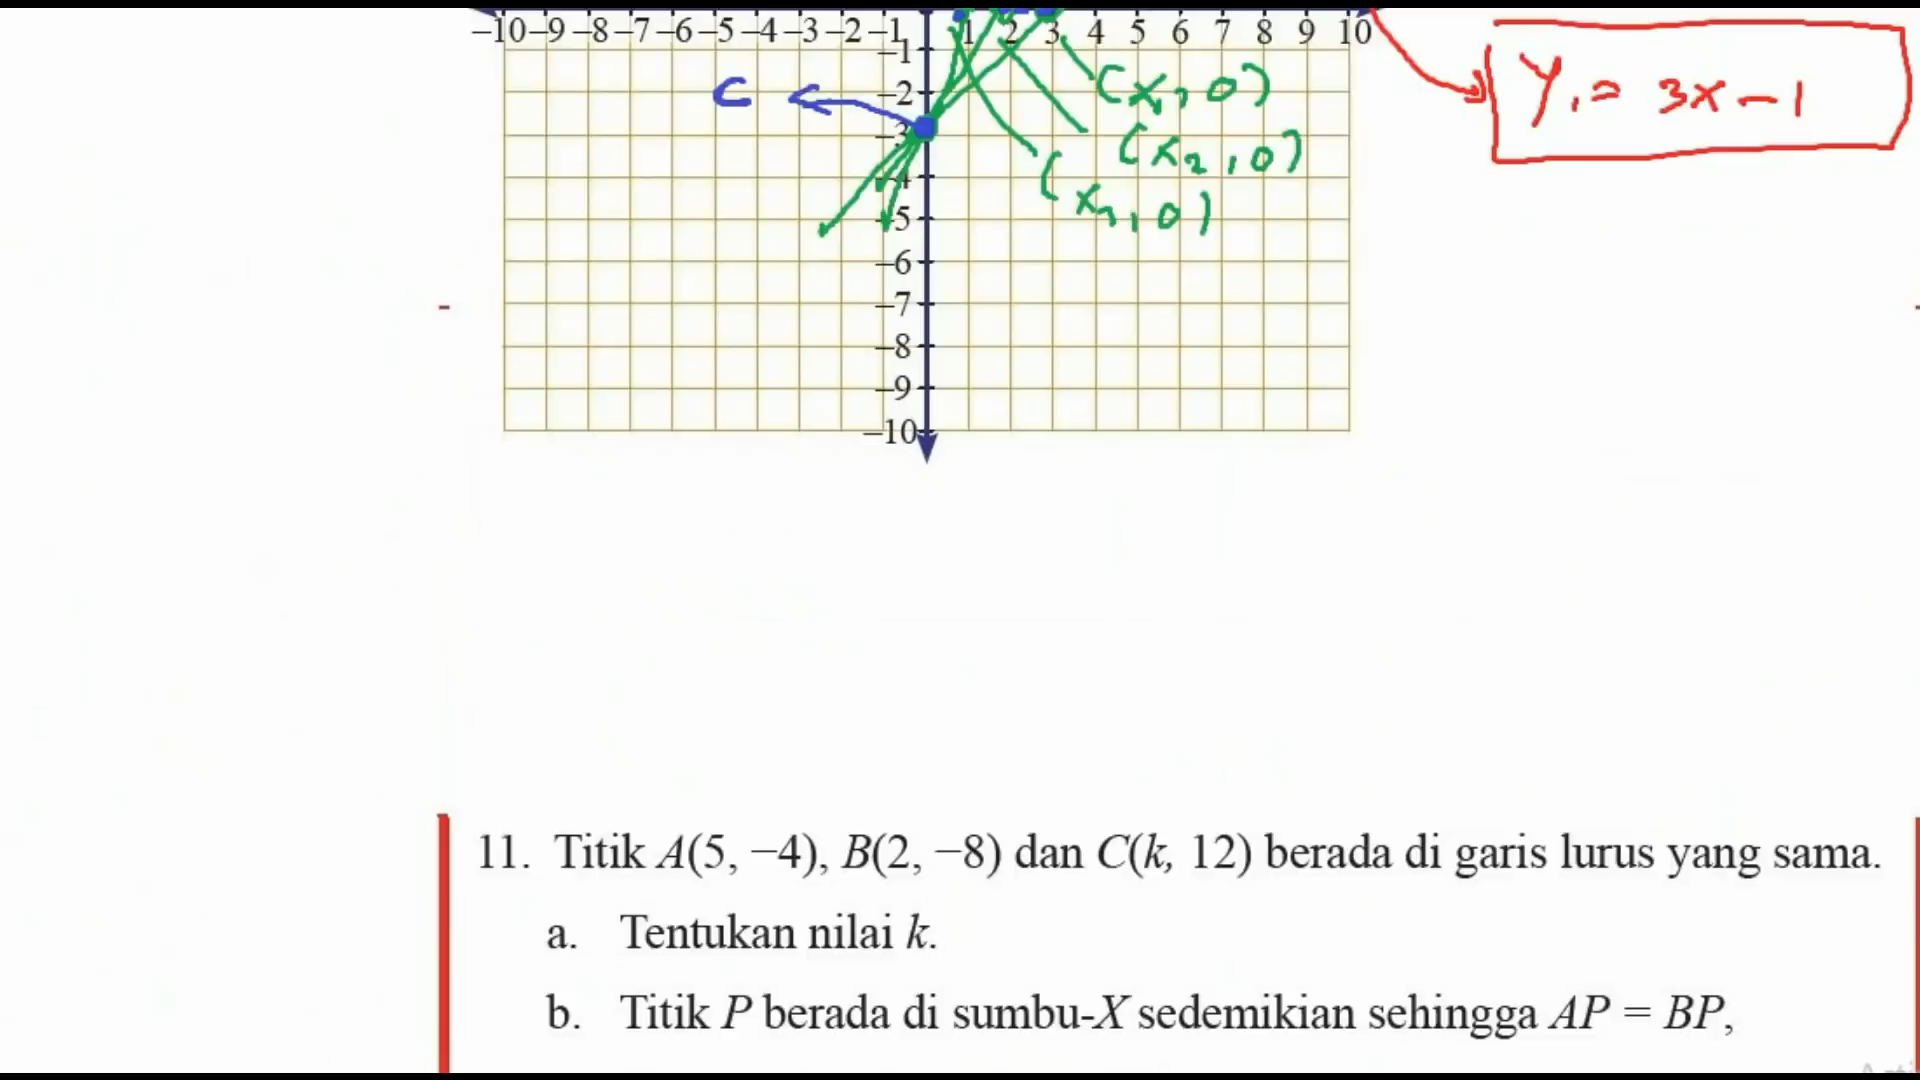 –10 –9 –8 –7 –6 –5 –4 –3 –2 –1 1 2 3 4 5 6 7 8 9 10
–1
–2
–3
–4
–5
–6
–7
–8
–9
–10
C
(x, 0)
(x₂, 0)
y₁ = 3x – 1
11. Titik A(5, −4), B(2, −8) dan C(k, 12) berada di garis lurus yang sama.
a. Tentukan nilai k.
b. Titik P berada di sumbu-X sedemikian sehingga AP = BP,